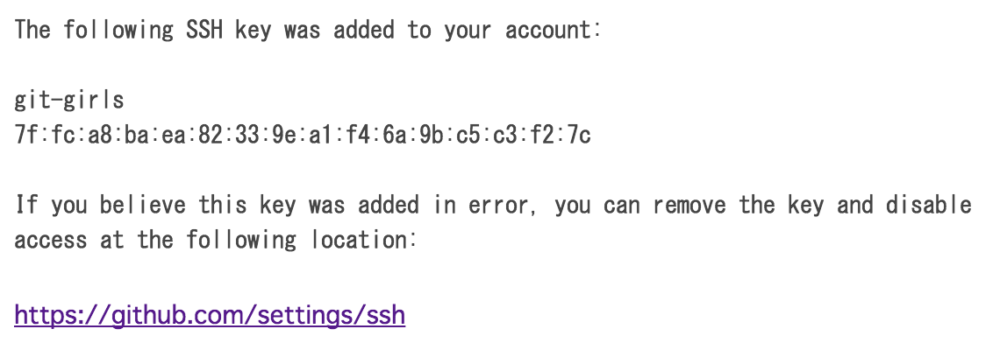 The following SSH key was added to your account:
git-girls
7f:fc:a8:ba:ea:82:33:9e:a1:f4:6a:9b:c5:c3:f2:7c
If you believe this key was added in error, you can remove the key and disable
access at the following location:
https://github.com/settings/ssh